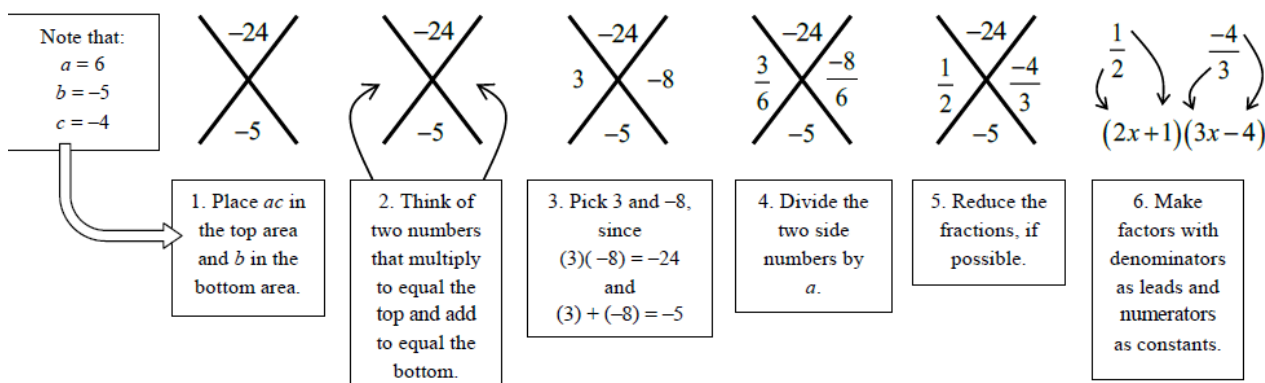 Note that:
a = 6
b = −5
c = −4
−24
−5
−24
−5
−24
3 −8
−5
−24
3/6 −8/6
−5
−24
1/2 −4/3
−5
1/2 −4/3
(2x+1)(3x−4)
1. Place ac in
the top area
and b in the
bottom area.
2. Think of
two numbers
that multiply
to equal the
top and add
to equal the
bottom.
3. Pick 3 and −8,
since
(3)(−8) = −24
and
(3) + (−8) = −5
4. Divide the
two side
numbers by
a.
5. Reduce the
fractions, if
possible.
6. Make
factors with
denominators
as leads and
numerators
as constants.